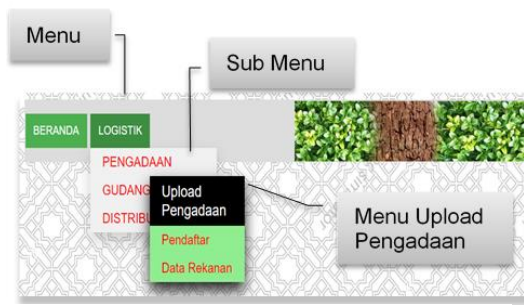 Menu
Sub Menu
BERANDA LOGISTIK
PENGADAAN
GUDANG
DISTRIBU
Upload
Pengadaan
Pendaftar
Data Rekanan
Menu Upload
Pengadaan